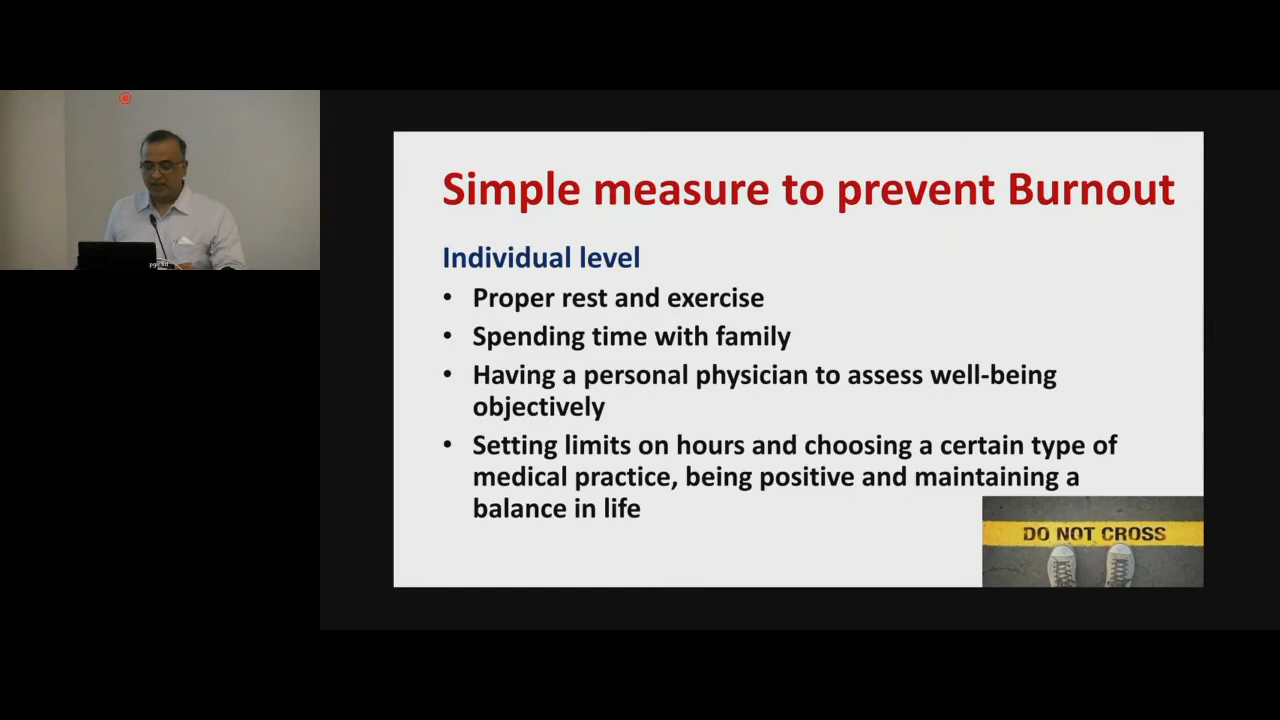 Simple measure to prevent Burnout
Individual level
• Proper rest and exercise
• Spending time with family
• Having a personal physician to assess well-being
objectively
• Setting limits on hours and choosing a certain type of
medical practice, being positive and maintaining a
balance in life
DO NOT CROSS